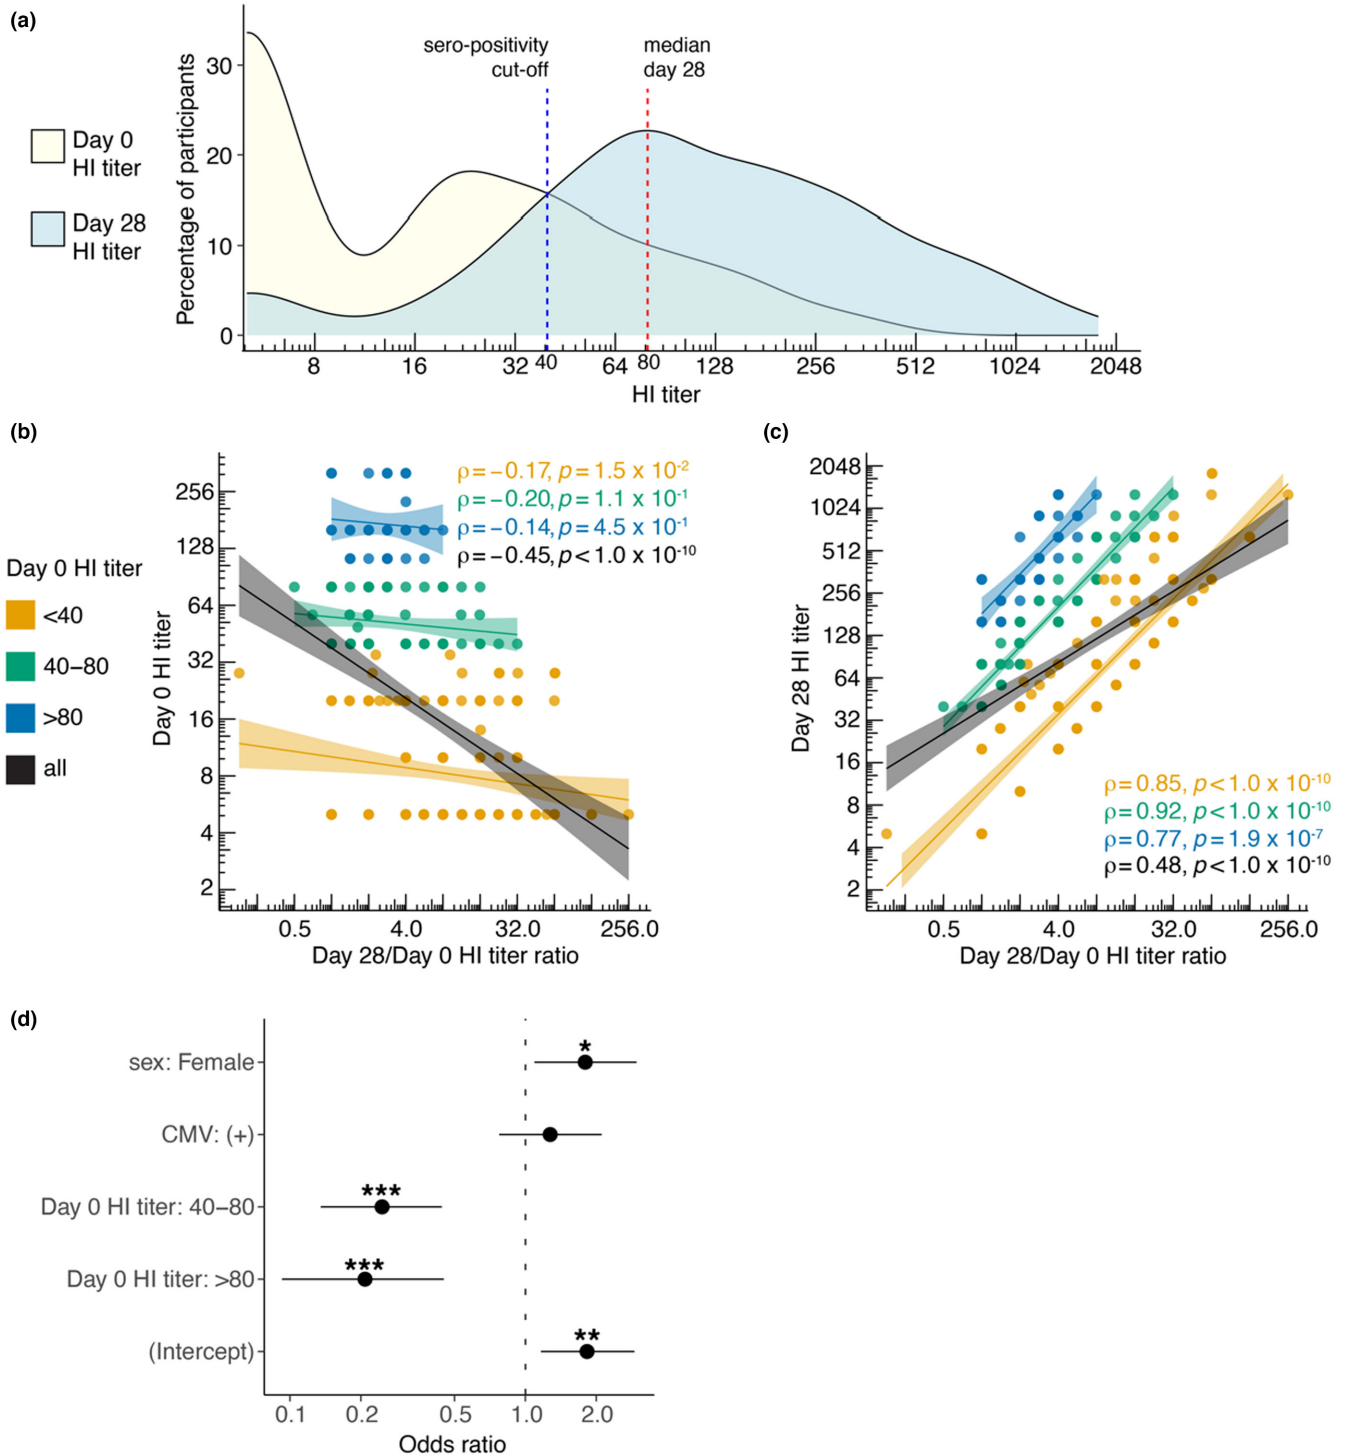 (a)
sero-positivity
cut-off
median
day 28
Day 0
HI titer
Day 28
HI titer
Percentage of participants
30
20
10
0
8 16 32 40 64 80 128 256 512 1024 2048
HI titer
(b)
Day 0 HI titer
<40
40–80
>80
all
Day 0 HI titer
256
128
64
32
16
8
4
2
ρ=−0.17, p=1.5 x 10-2
ρ=−0.20, p=1.1 x 10-1
ρ=−0.14, p=4.5 x 10-1
ρ=−0.45, p<1.0 x 10-10
0.5 4.0 32.0 256.0
Day 28/Day 0 HI titer ratio
(c)
Day 28 HI titer
2048
1024
512
256
128
64
32
16
8
4
2
ρ=0.85, p<1.0 x 10-10
ρ=0.92, p<1.0 x 10-10
ρ=0.77, p=1.9 x 10-7
ρ=0.48, p<1.0 x 10-10
0.5 4.0 32.0 256.0
Day 28/Day 0 HI titer ratio
(d)
sex: Female
*
CMV: (+)
Day 0 HI titer: 40–80
***
Day 0 HI titer: >80
***
(Intercept)
**
0.1 0.2 0.5 1.0 2.0
Odds ratio